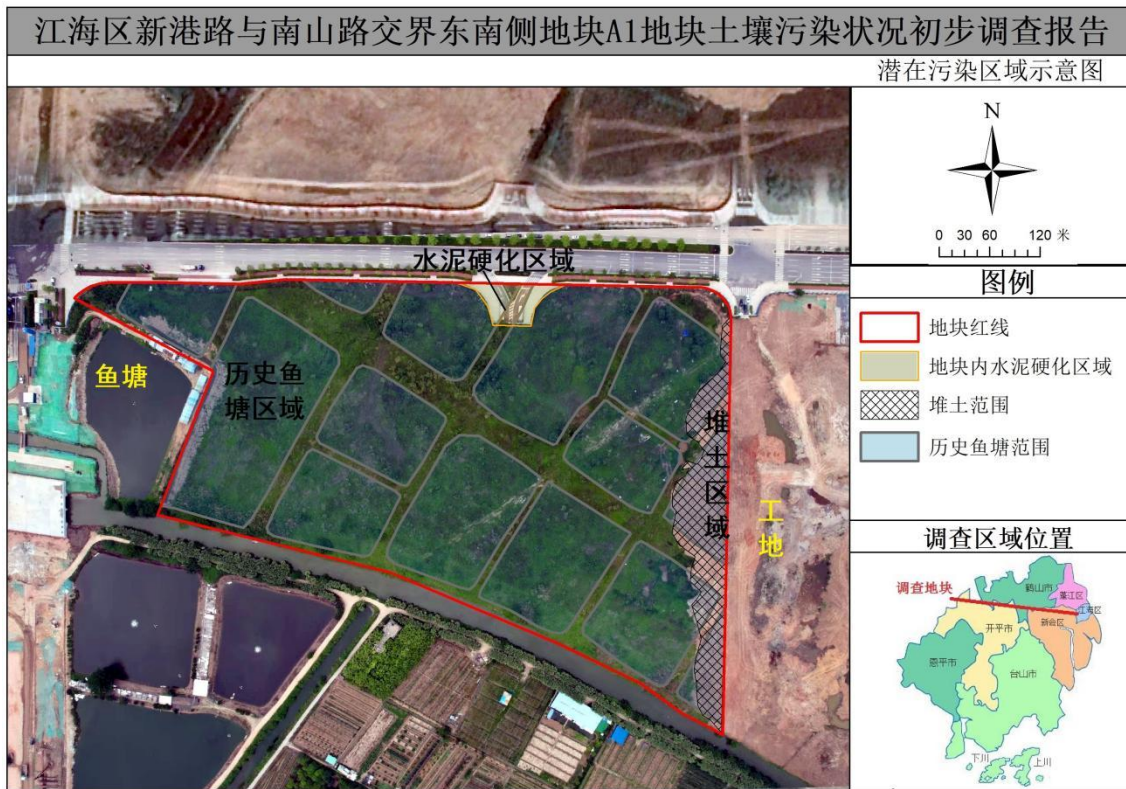 江海区新港路与南山路交界东南侧地块A1地块土壤污染状况初步调查报告
潜在污染区域示意图
N
0 30 60 120 米
图例
地块红线
地块内水泥硬化区域
堆土范围
历史鱼塘范围
水泥硬化区域
鱼塘
历史鱼
塘区域
堆土区域
工地
调查区域位置
调查地块
鹤山市
蓬江区
江海区
新会区
开平市
恩平市
台山市
下川
上川